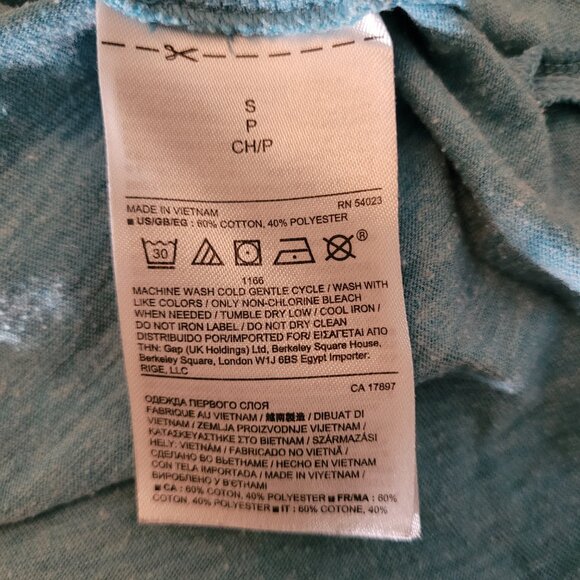 S
P
CH/P
MADE IN VIETNAM RN 54023
■ US/GB/EG : 60% COTTON, 40% POLYESTER
30
®
1166
MACHINE WASH COLD GENTLE CYCLE / WASH WITH
LIKE COLORS / ONLY NON-CHLORINE BLEACH
WHEN NEEDED / TUMBLE DRY LOW / COOL IRON /
DO NOT IRON LABEL / DO NOT DRY CLEAN
DISTRIBUIDO POR/IMPORTED FOR/ ΕΙΣΑΓΕΤΑΙ ΑΠΟ
ΤΗΝ: Gap (UK Holdings) Ltd, Berkeley Square House,
Berkeley Square, London W1J 6BS Egypt Importer:
RIGE, LLC
CA 17897
ОДЕЖДА ПЕРВОГО СЛОЯ
FABRIQUE AU VIETNAM / 越南製造 / DIBUAT DI
VIETNAM / ZEMLJA PROIZVODNJE VIJETNAM /
ΚΑΤΑΣΚΕΥΑΣΤΗΚΕ ΣΤΟ ΒΙΕΤΝΑΜ / SZÁRMAZÁSI
HELY: VIETNÁM / FABRICADO NO VIETNÃ /
СДЕЛАНО ВО ВЬЕТНАМЕ / HECHO EN VIETNAM
CON TELA IMPORTADA / MADE IN VIYETNAM /
ВИРОБЛЕНО У В'ЄТНАМІ
■ CA : 60% COTTON, 40% POLYESTER ■ FR/MA : 60%
COTON, 40% POLYESTER ■ IT : 60% COTONE, 40%